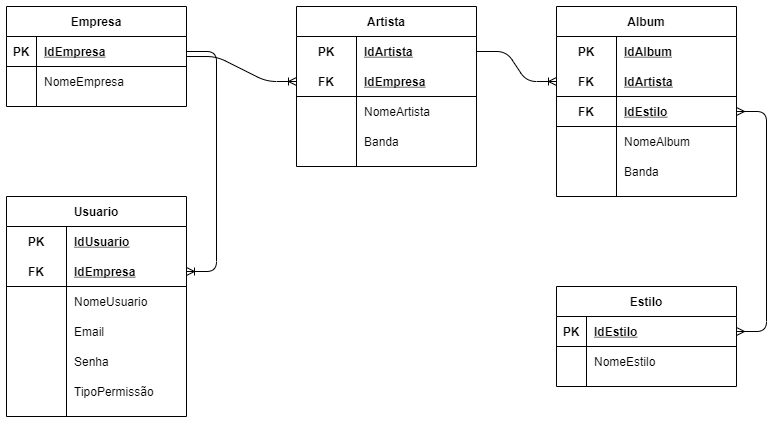 Empresa
PK IdEmpresa
NomeEmpresa
Artista
PK IdArtista
FK IdEmpresa
NomeArtista
Banda
Album
PK IdAlbum
FK IdArtista
FK IdEstilo
NomeAlbum
Banda
Usuario
PK IdUsuario
FK IdEmpresa
NomeUsuario
Email
Senha
TipoPermissão
Estilo
PK IdEstilo
NomeEstilo